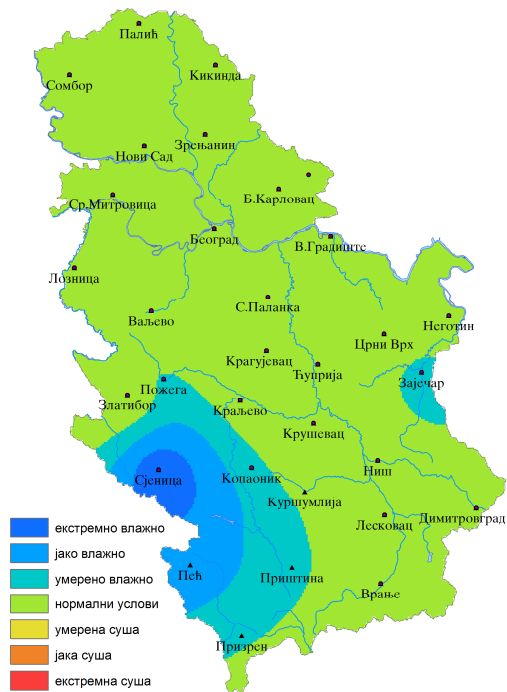 Палић
Кикинда
Сомбор
Зрењанин
Нови Сад
Б.Карловац
Ср.Митровица
Београд
В.Градиште
Лозница
С.Паланка
Ваљево
Неготин
Црни Врх
Крагујевац
Ћуприја
Зајечар
Пожега
Златибор
Краљево
Крушевац
Ниш
Копаоник
Сјеница
Куршумлија
Димитровград
Лесковац
Пећ
Приштина
Врање
Призрен
екстремно влажно
јако влажно
умерено влажно
нормални услови
умерена суша
јака суша
екстремна суша